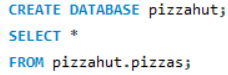 CREATE DATABASE pizzahut;
SELECT *
FROM pizzahut.pizzas;